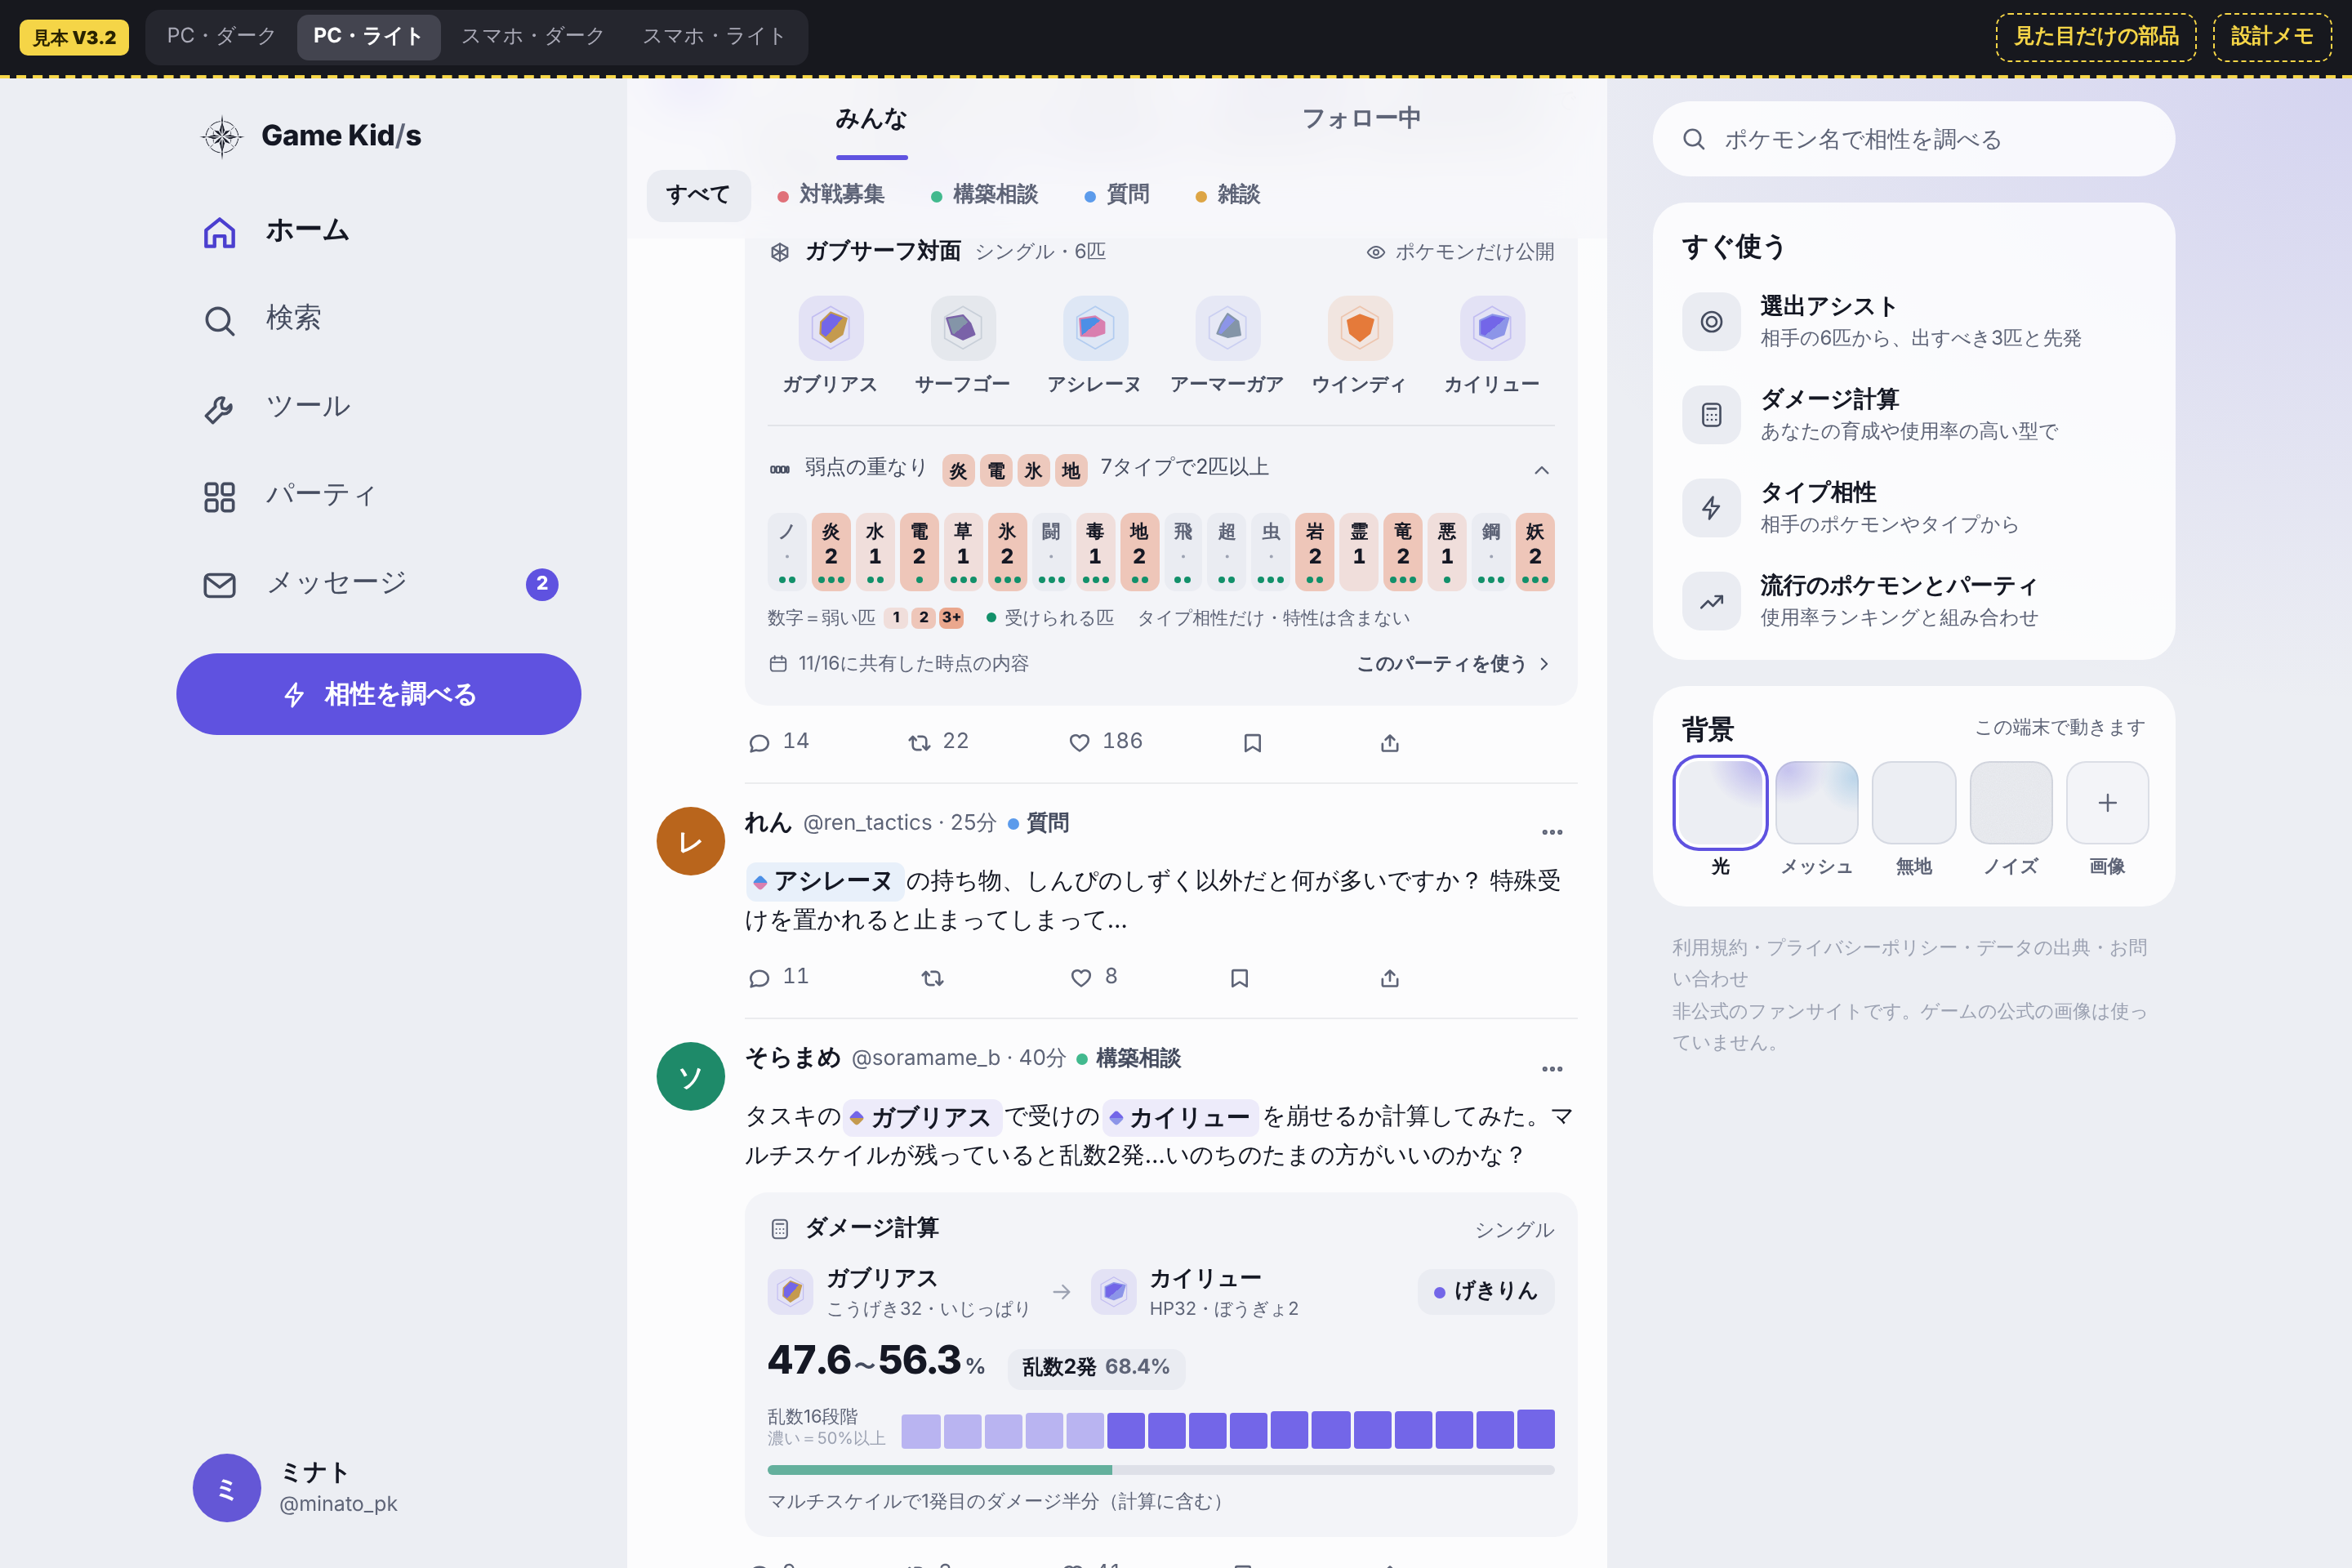 見本 V3.2
PC・ダーク
PC・ライト
スマホ・ダーク
スマホ・ライト
見た目だけの部品
設計メモ
Game Kid/s
ホーム
検索
ツール
パーティ
メッセージ
2
相性を調べる
ミ
ミナト
@minato_pk
みんな
フォロー中
すべて
対戦募集
構築相談
質問
雑談
ガブサーフ対面 シングル・6匹
ポケモンだけ公開
ガブリアス
サーフゴー
アシレーヌ
アーマーガア
ウインディ
カイリュー
弱点の重なり 炎 電 氷 地 7タイプで2匹以上
ノ 炎 水 電 草 氷 闘 毒 地 飛 超 虫 岩 霊 竜 悪 鋼 妖
・ 2 1 2 1 2 ・ 1 2 ・ ・ ・ 2 1 2 1 ・ 2
数字＝弱い匹 1 2 3+ 受けられる匹 タイプ相性だけ・特性は含まない
11/16に共有した時点の内容
このパーティを使う
14
22
186
レ
れん @ren_tactics · 25分 質問
アシレーヌの持ち物、しんぴのしずく以外だと何が多いですか？ 特殊受
けを置かれると止まってしまって…
11
8
ソ
そらまめ @soramame_b · 40分 構築相談
タスキのガブリアスで受けのカイリューを崩せるか計算してみた。マ
ルチスケイルが残っていると乱数2発…いのちのたまの方がいいのかな？
ダメージ計算
シングル
ガブリアス
こうげき32・いじっぱり
カイリュー
HP32・ぼうぎょ2
げきりん
47.6～56.3%
乱数2発 68.4%
乱数16段階
濃い＝50%以上
マルチスケイルで1発目のダメージ半分（計算に含む）
ポケモン名で相性を調べる
すぐ使う
選出アシスト
相手の6匹から、出すべき3匹と先発
ダメージ計算
あなたの育成や使用率の高い型で
タイプ相性
相手のポケモンやタイプから
流行のポケモンとパーティ
使用率ランキングと組み合わせ
背景
この端末で動きます
光
メッシュ
無地
ノイズ
画像
利用規約・プライバシーポリシー・データの出典・お問
い合わせ
非公式のファンサイトです。ゲームの公式の画像は使っ
ていません。